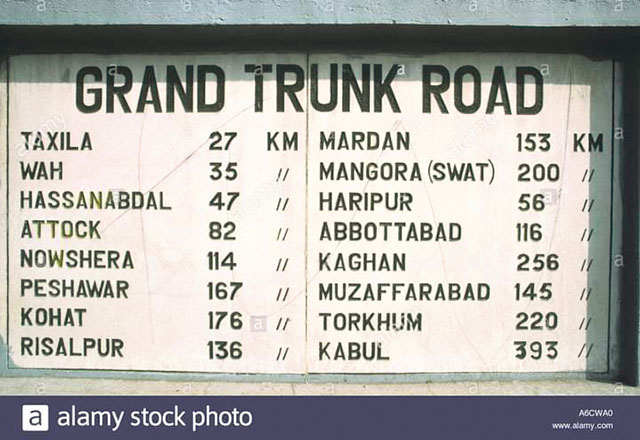 GRAND TRUNK ROAD
TAXILA 27 KM
WAH 35 //
HASSANABDAL 47 //
ATTOCK 82 //
NOWSHERA 114 //
PESHAWAR 167 //
KOHAT 176 //
RISALPUR 136 //
MARDAN 153 KM
MANGORA (SWAT) 200 //
HARIPUR 56 //
ABBOTTABAD 116 //
KAGHAN 256 //
MUZAFFARABAD 145 //
TORKHUM 220 //
KABUL 393 //
a alamy stock photo
A6CWA0
www.alamy.com